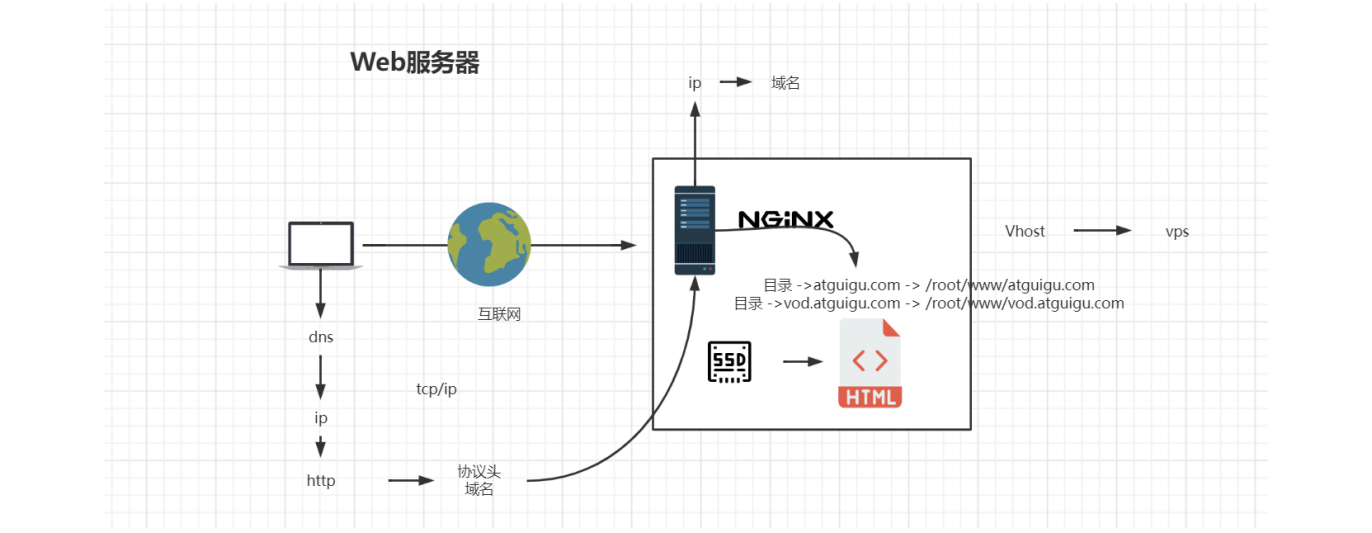 Web服务器
ip
域名
NGiNX
Vhost
vps
目录 ->atguigu.com -> /root/www/atguigu.com
目录 ->vod.atguigu.com -> /root/www/vod.atguigu.com
互联网
dns
SSD
HTML
tcp/ip
ip
http
协议头
域名